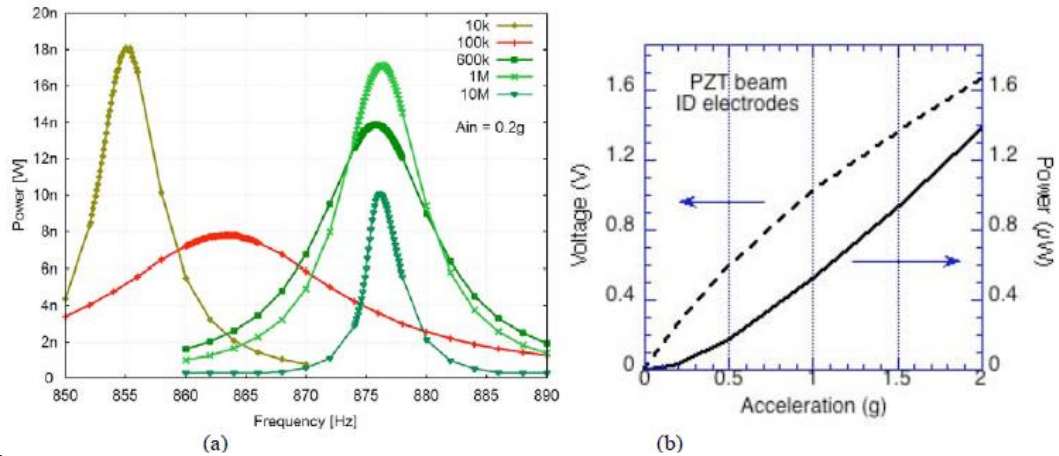 20n
18n
16n
14n
12n
10n
8n
6n
4n
2n
0
Power [W]
10k
100k
600k
1M
10M
Ain = 0.2g
850 855 860 865 870 875 880 885 890
Frequency [Hz]
(a)
PZT beam
ID electrodes
1.6
1.2
0.8
0.4
0
Voltage (V)
1.6
1.2
0.8
0.4
0
Power (μW)
0 0.5 1 1.5 2
Acceleration (g)
(b)